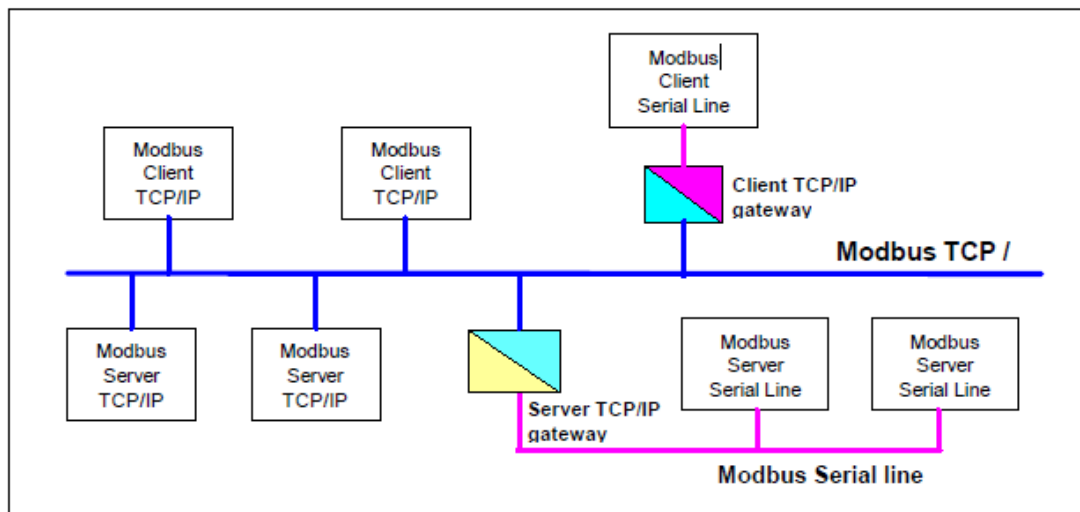 Modbus
Client
Serial Line
Modbus
Client
TCP/IP
Modbus
Client
TCP/IP
Client TCP/IP
gateway
Modbus TCP /
Modbus
Server
TCP/IP
Modbus
Server
TCP/IP
Modbus
Server
Serial Line
Modbus
Server
Serial Line
Server TCP/IP
gateway
Modbus Serial line